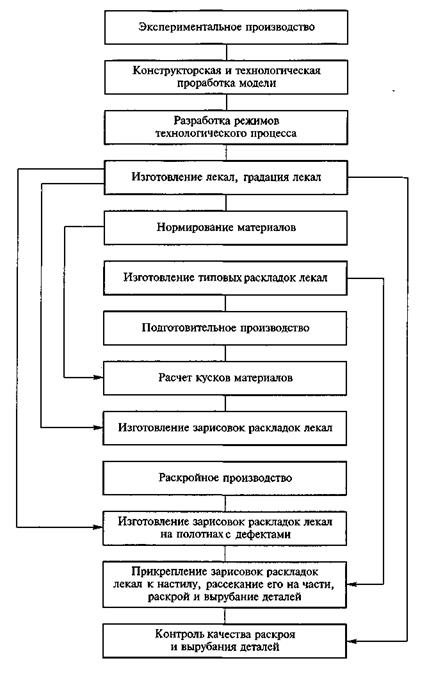 Экспериментальное производство
Конструкторская и технологическая
проработка модели
Разработка режимов
технологического процесса
Изготовление лекал, градация лекал
Нормирование материалов
Изготовление типовых раскладок лекал
Подготовительное производство
Расчет кусков материалов
Изготовление зарисовок раскладок лекал
Раскройное производство
Изготовление зарисовок раскладок лекал
на полотнах с дефектами
Прикрепление зарисовок раскладок
лекал к настилу, рассекание его на части,
раскрой и вырубание деталей
Контроль качества раскроя
и вырубания деталей